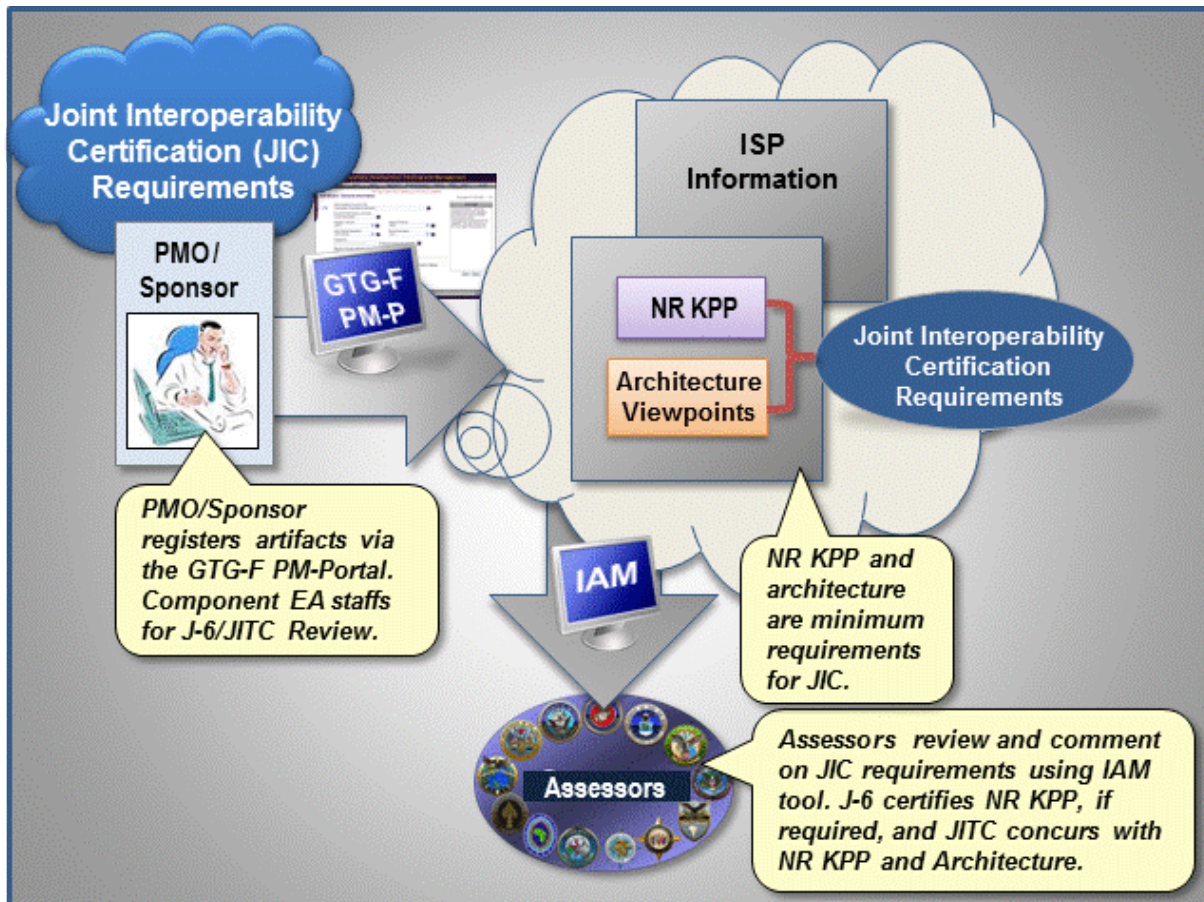 Joint Interoperability
Certification (JIC)
Requirements
PMO/
Sponsor
GTG-F
PM-P
ISP
Information
NR KPP
Architecture
Viewpoints
Joint Interoperability
Certification
Requirements
PMO/Sponsor
registers artifacts via
the GTG-F PM-Portal.
Component EA staffs
for J-6/JITC Review.
NR KPP and
architecture
are minimum
requirements
for JIC.
IAM
Assessors
Assessors review and comment
on JIC requirements using IAM
tool. J-6 certifies NR KPP, if
required, and JITC concurs with
NR KPP and Architecture.